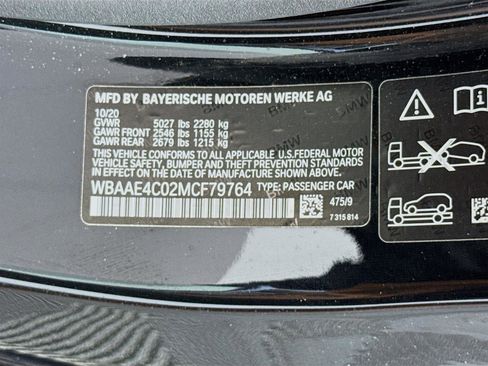 MFD BY BAYERISCHE MOTOREN WERKE AG
10/20
GVWR 5027 lbs 2280 kg
GAWR FRONT 2546 lbs 1155 kg
GAWR REAR 2679 lbs 1215 kg
THIS VEHICLE CONFORMS TO ALL APPLICABLE U.S.FEDERAL MOTOR
VEHICLE SAFETY, BUMPER, AND THEFT PREVENTION STANDARDS IN
EFFECT ON THE DATE OF MANUFACTURE SHOWN ABOVE.
WBAAE4C02MCF79764 TYPE: PASSENGER CAR
475/9
7 315 814
BMW
BMW
BMW